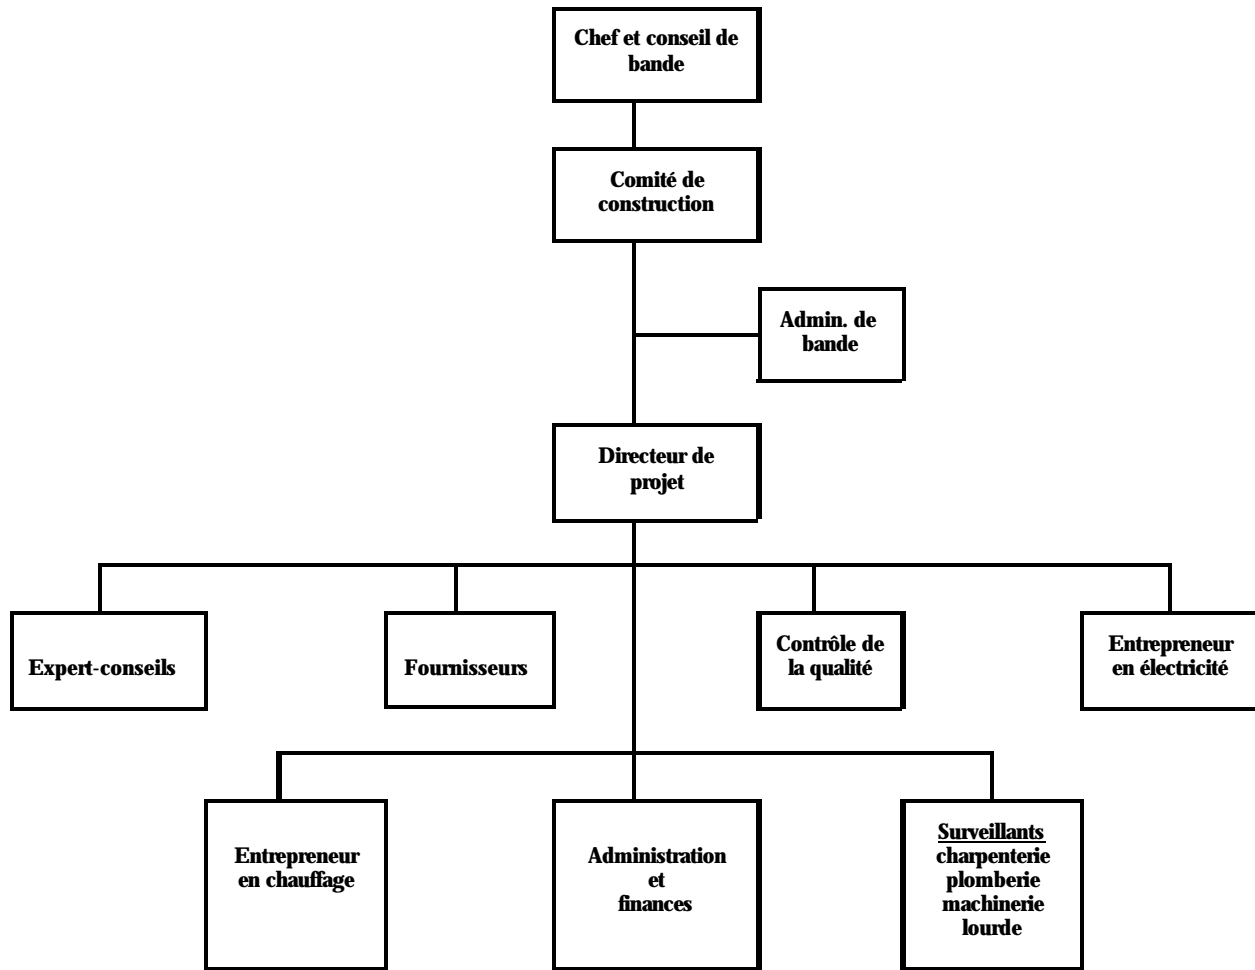 Chef et conseil de
bande
Comité de
construction
Admin. de
bande
Directeur de
projet
Expert-conseils
Fournisseurs
Contrôle de
la qualité
Entrepreneur
en électricité
Entrepreneur
en chauffage
Administration
et
finances
Surveillants
charpenterie
plomberie
machinerie
lourde